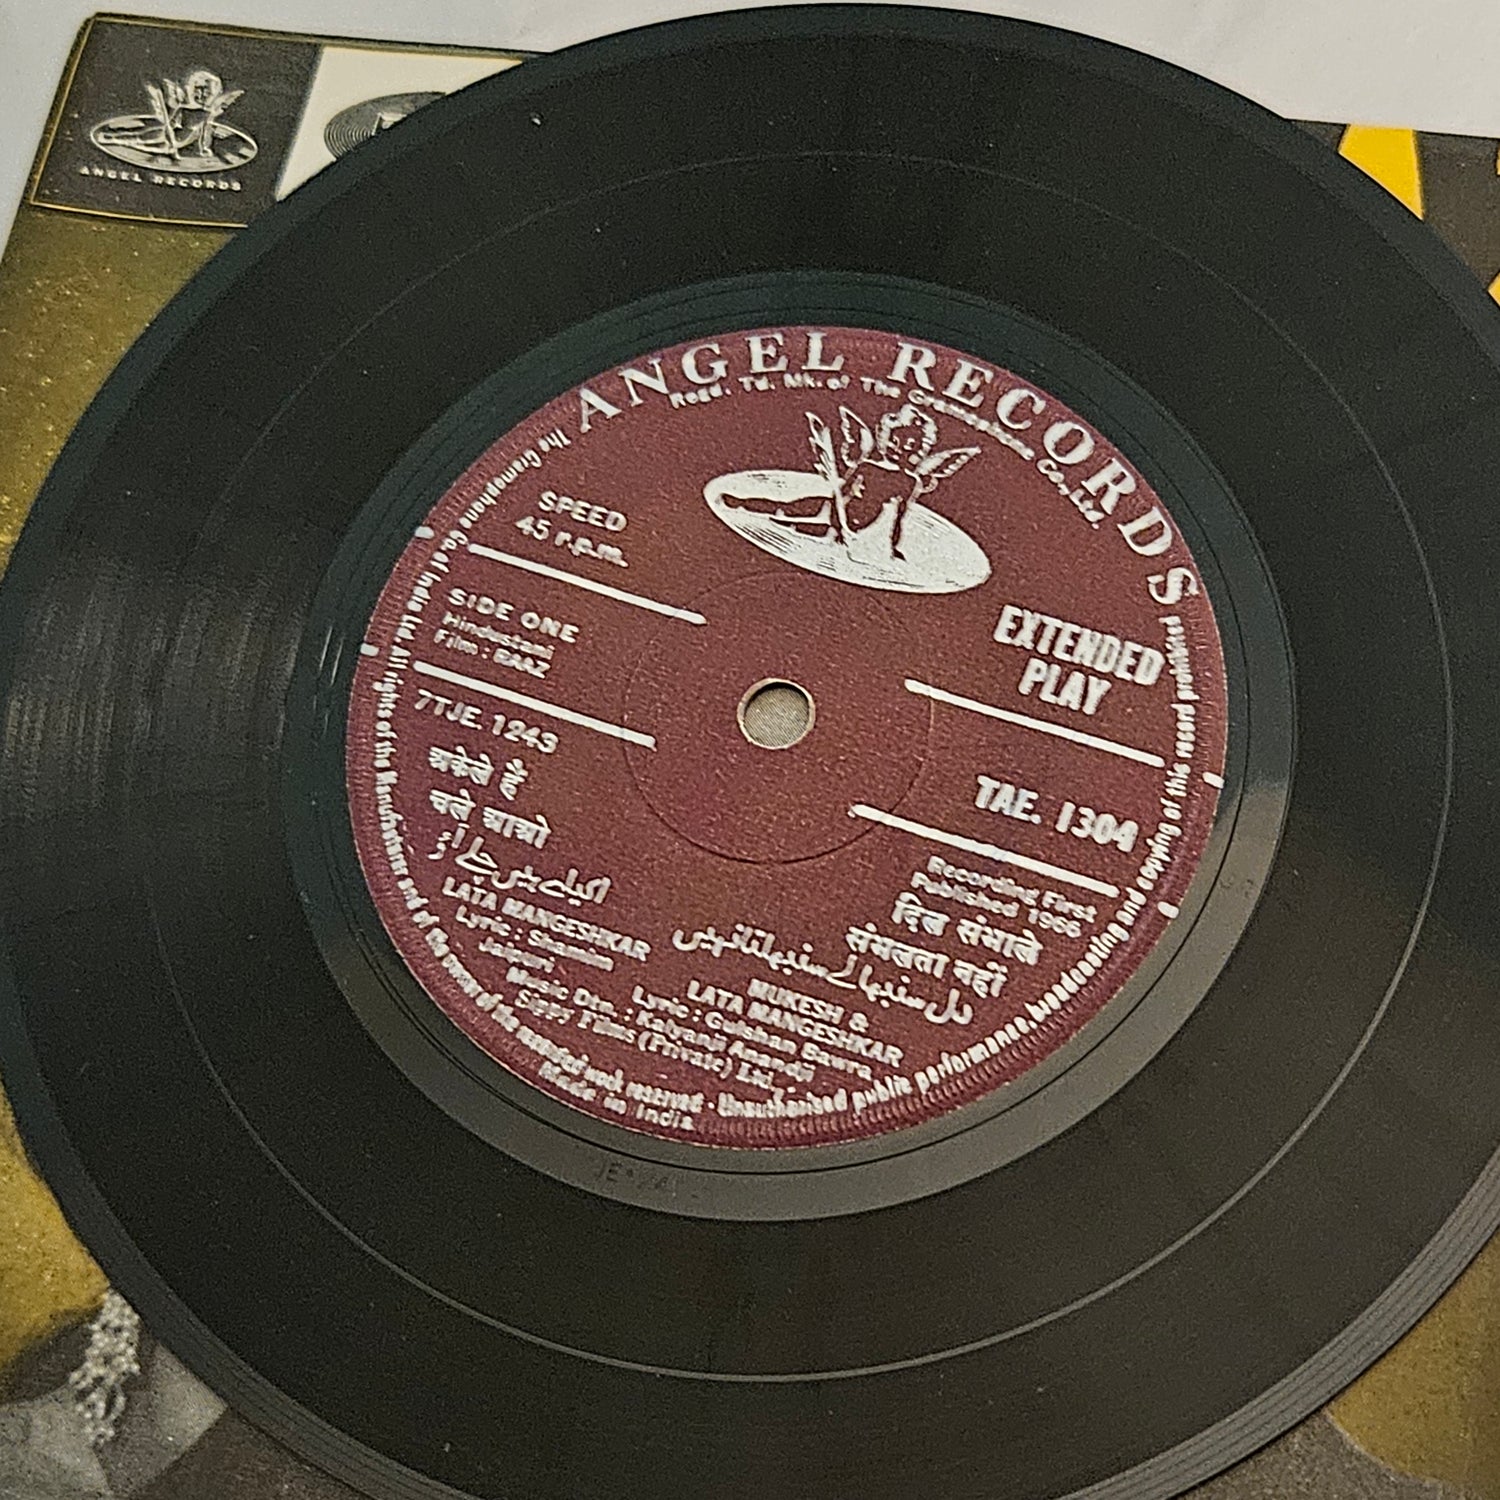 ANGEL RECORDS
ANGEL RECORDS
Regd. Td. Mk. of The Gramophone Co., Ltd.
SPEED
45 r.p.m.
SIDE ONE
Hindustani
Film : RAAZ
7TJE. 1243
EXTENDED
PLAY
TAE. 1304
Recording First
Published 1966
अकेले हैं
चले आओ
اکیلے ہیں چلے آؤ
LATA MANGESHKAR
Lyric : Shamim
Jaipuri
दिल संभाले
संभलता नहीं
دل سنبھالے سنبھلتا نہیں
MUKESH &
LATA MANGESHKAR
Lyric : Gulshan Bawra
Music Dtn. : Kalyanji Anandji
Sippy Films (Private) Ltd.
The Gramophone Co. of India Ltd. All rights of the Manufacturer and of the owner of the recorded work reserved · Unauthorised public performance, broadcasting and copying of this record prohibited
Made in India